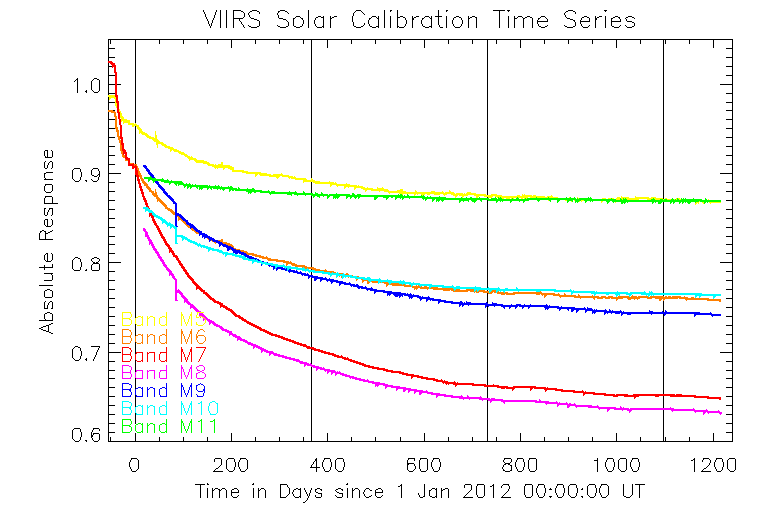 VIIRS Solar Calibration Time Series
Absolute Response
1.0
0.9
0.8
0.7
0.6
Band M5
Band M6
Band M7
Band M8
Band M9
Band M10
Band M11
0 200 400 600 800 1000 1200
Time in Days since 1 Jan 2012 00:00:00 UT